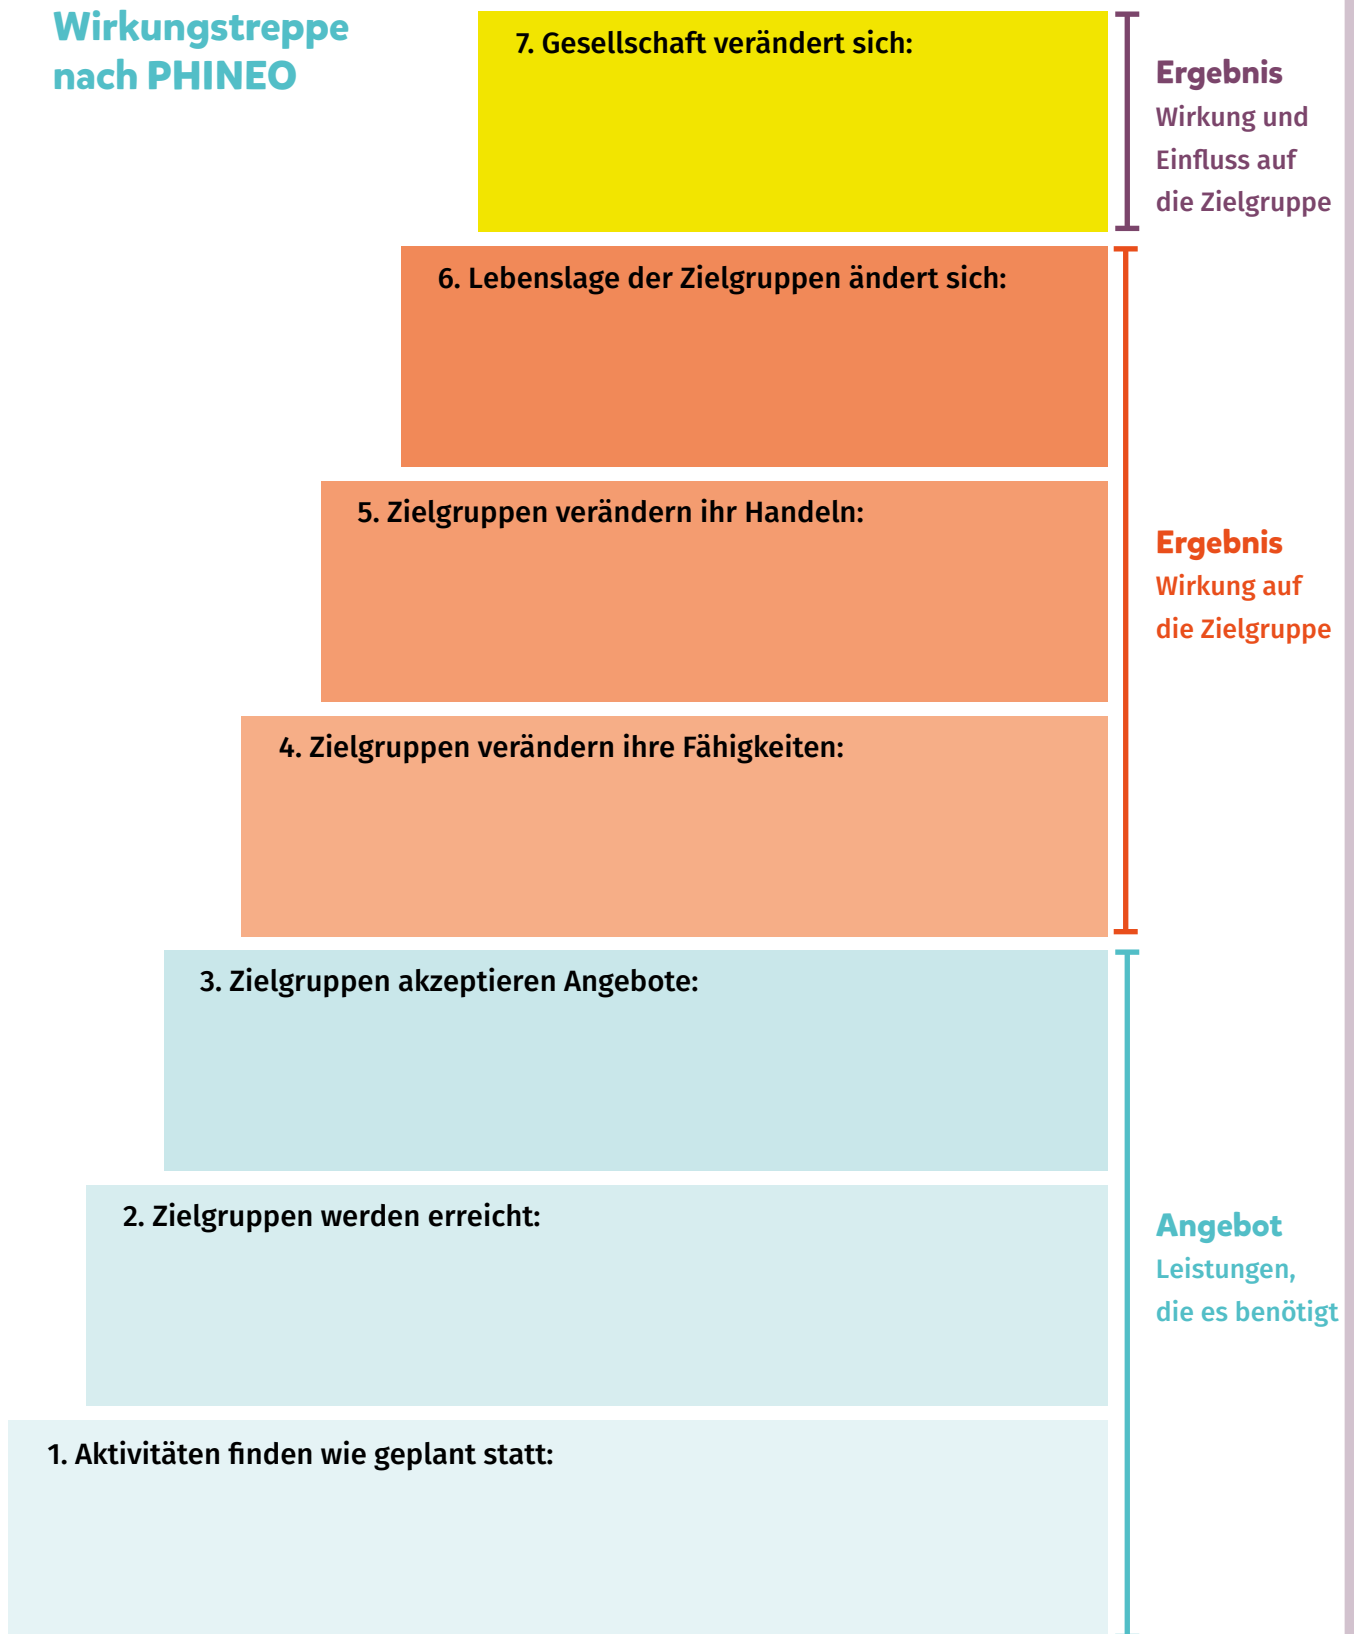 Wirkungstreppe
nach PHINEO
7. Gesellschaft verändert sich:
Ergebnis
Wirkung und
Einfluss auf
die Zielgruppe
6. Lebenslage der Zielgruppen ändert sich:
5. Zielgruppen verändern ihr Handeln:
Ergebnis
Wirkung auf
die Zielgruppe
4. Zielgruppen verändern ihre Fähigkeiten:
3. Zielgruppen akzeptieren Angebote:
2. Zielgruppen werden erreicht:
Angebot
Leistungen,
die es benötigt
1. Aktivitäten finden wie geplant statt: